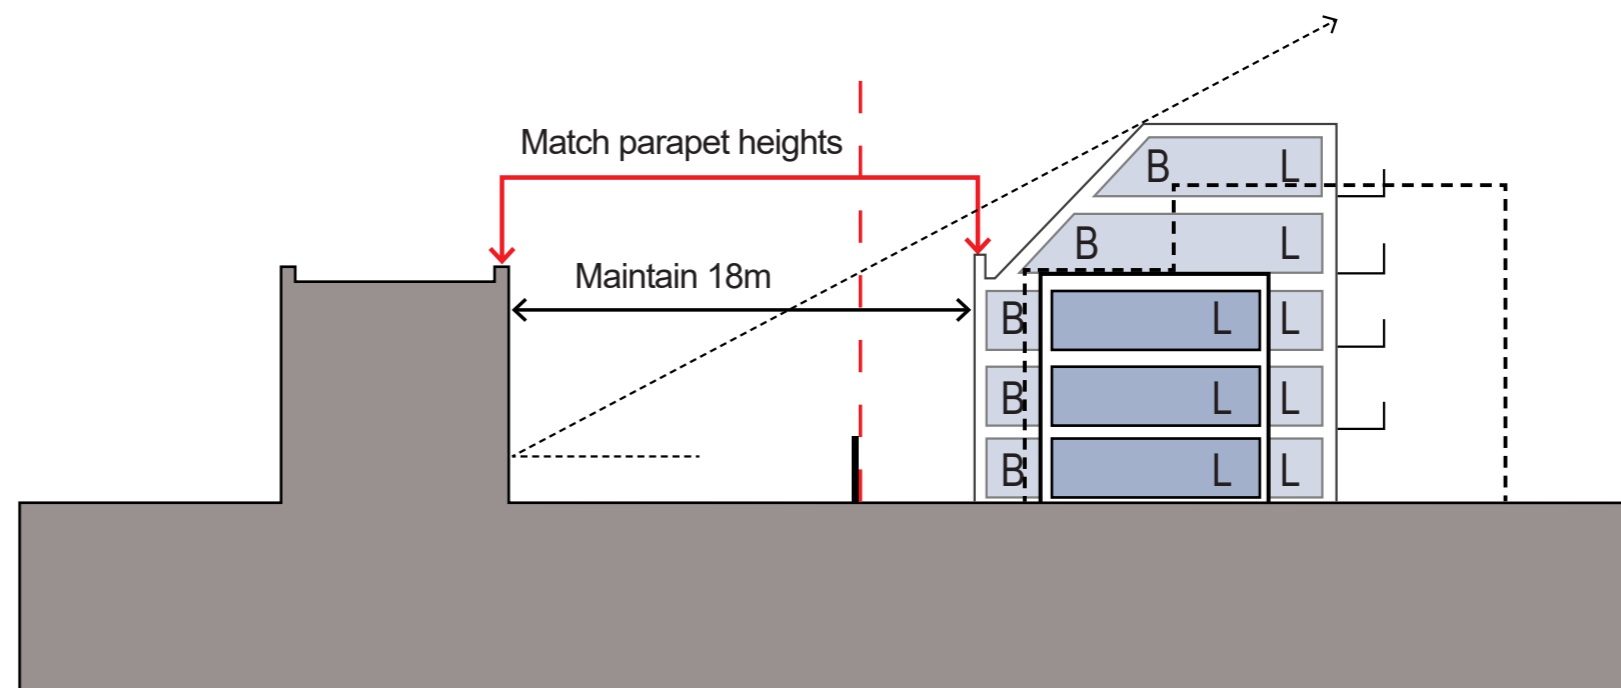 Match parapet heights
B L
B L
Maintain 18m
B L L
B L L
B L L